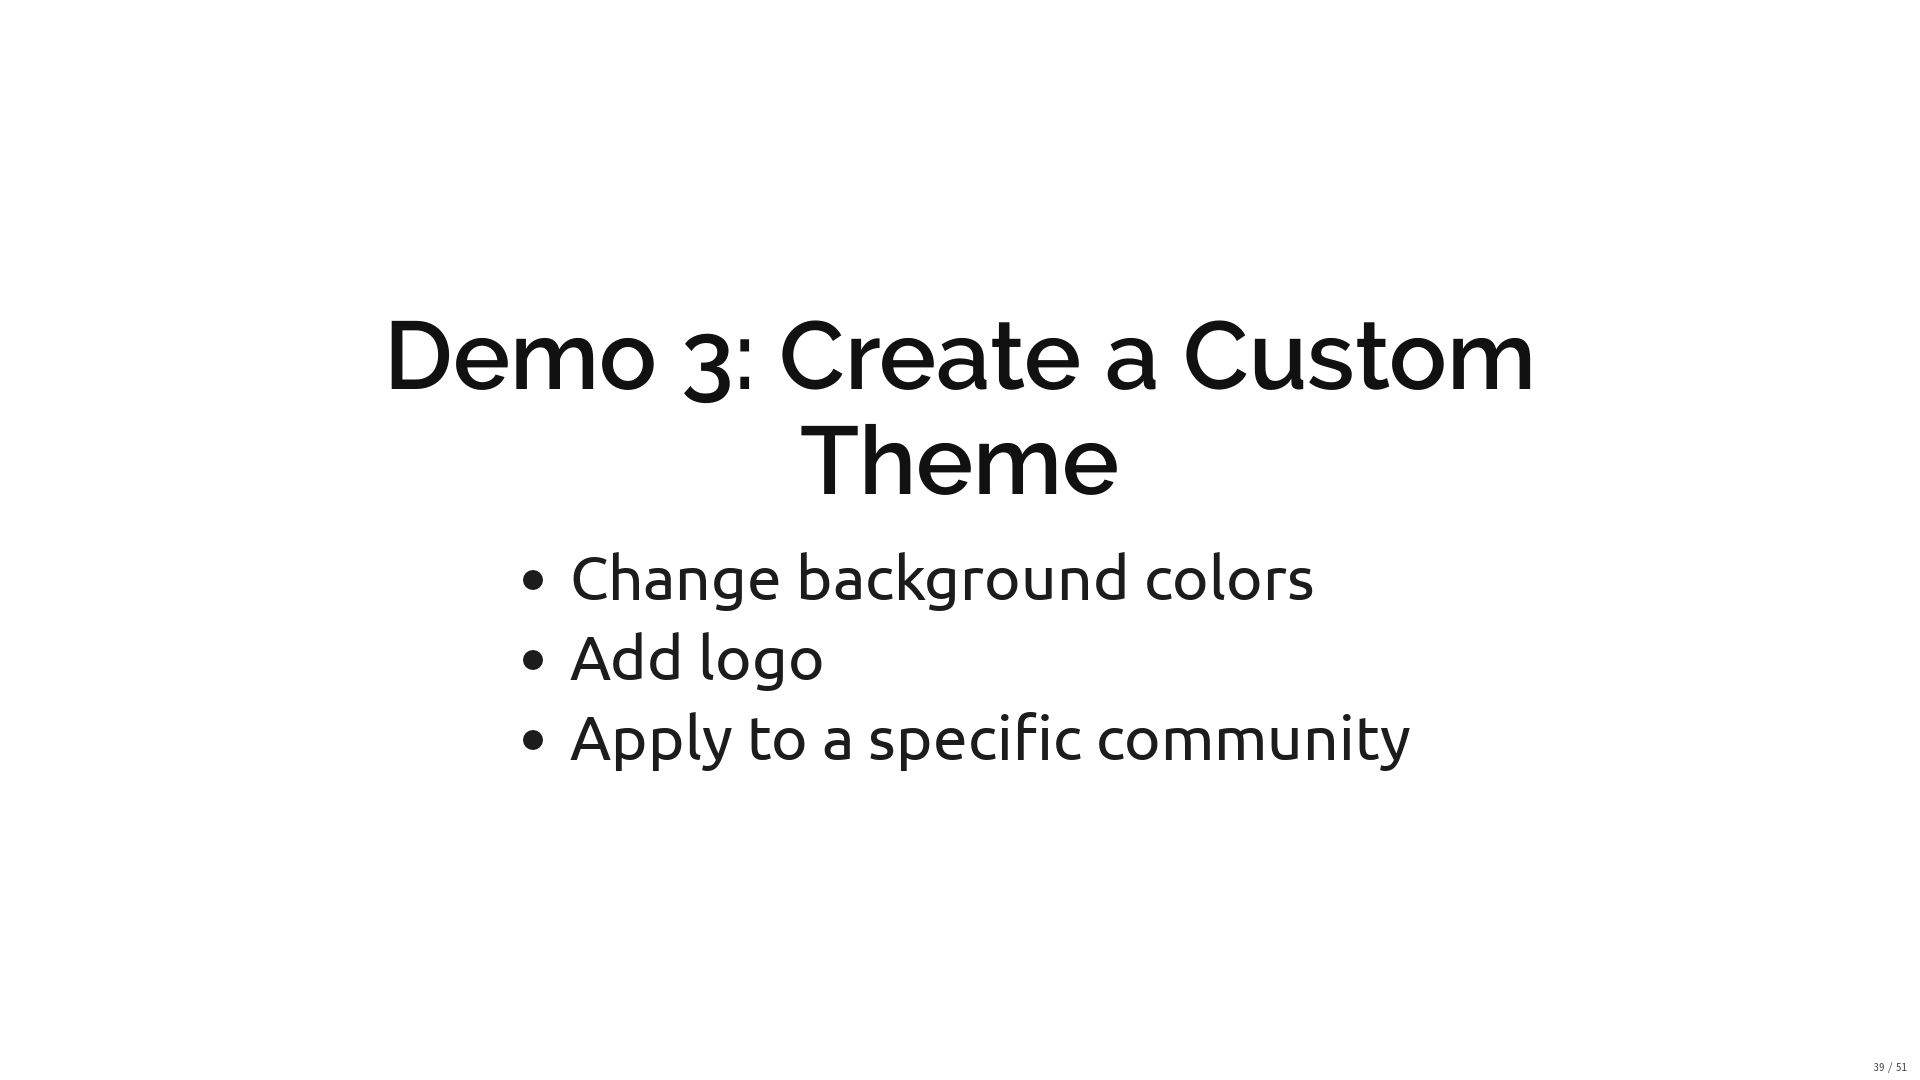 Demo 3: Create a Custom
Theme
• Change background colors
• Add logo
• Apply to a specific community
39 / 51